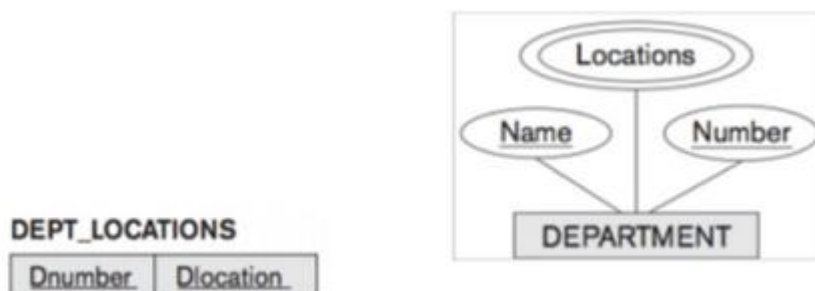 Locations
Name Number
DEPARTMENT
DEPT_LOCATIONS
Dnumber Dlocation